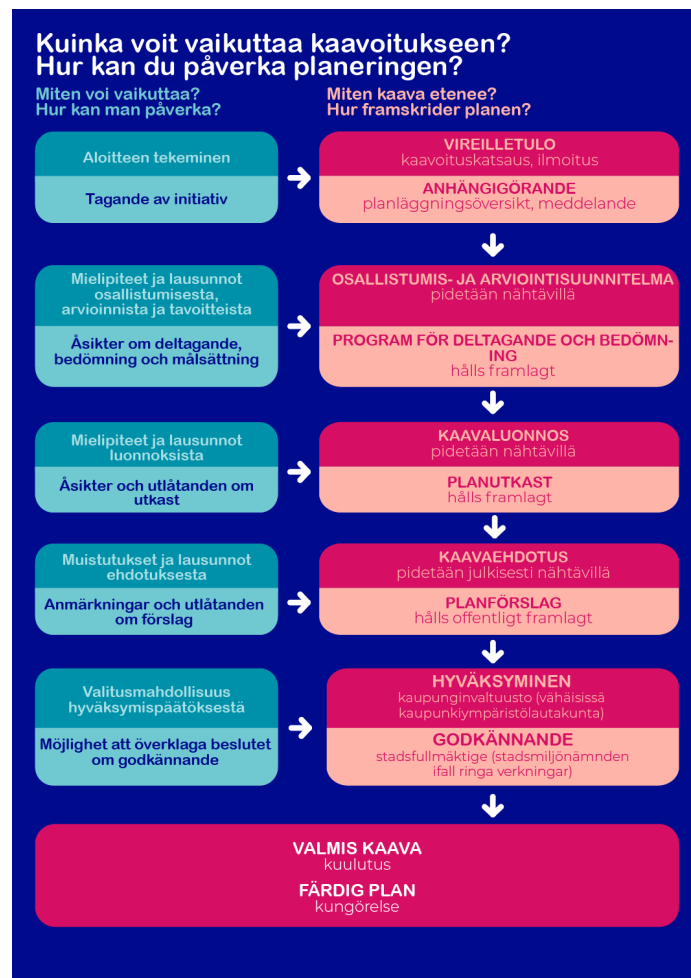 Kuinka voit vaikuttaa kaavoitukseen?
Hur kan du påverka planeringen?
Miten voi vaikuttaa?
Hur kan man påverka?
Miten kaava etenee?
Hur framskrider planen?
Aloitteen tekeminen
Tagande av initiativ
VIREILLETULO
kaavoituskatsaus, ilmoitus
ANHÄNGIGÖRANDE
planläggningsöversikt, meddelande
Mielipiteet ja lausunnot
osallistumisesta,
arvioinnista ja tavoitteista
Åsikter om deltagande,
bedömning och målsättning
OSALLISTUMIS- JA ARVIOINTISUUNNITELMA
pidetään nähtävillä
PROGRAM FÖR DELTAGANDE OCH BEDÖMN-
ING
hålls framlagt
Mielipiteet ja lausunnot
luonnoksista
Åsikter och utlåtanden om
utkast
KAAVALUONNOS
pidetään nähtävillä
PLANUTKAST
hålls framlagt
Muistutukset ja lausunnot
ehdotuksesta
Anmärkningar och utlåtanden
om förslag
KAAVAEHDOTUS
pidetään julkisesti nähtävillä
PLANFÖRSLAG
hålls offentligt framlagt
Valitusmahdollisuus
hyväksymispäätöksestä
Möjlighet att överklaga beslutet
om godkännande
HYVÄKSYMINEN
kaupunginvaltuusto (vähäisissä
kaupunkiympäristölautakunta)
GODKÄNNANDE
stadsfullmäktige (stadsmiljönämnden
ifall ringa verkningar)
VALMIS KAAVA
kuulutus
FÄRDIG PLAN
kungörelse